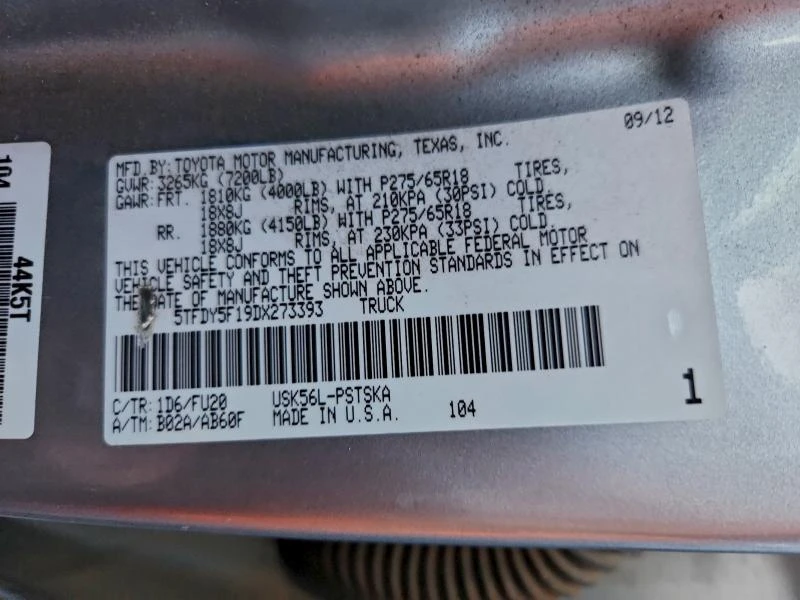 09/12
MFD.BY: TOYOTA MOTOR MANUFACTURING, TEXAS, INC.
GVWR: 3265KG (7200LB)
GAWR: FRT. 1810KG (4000LB) WITH P275/65R18 TIRES,
18X8J RIMS, AT 210KPA (30PSI) COLD
RR. 1880KG (4150LB) WITH P275/65R18 TIRES,
18X8J RIMS, AT 230KPA (33PSI) COLD
THIS VEHICLE CONFORMS TO ALL APPLICABLE FEDERAL MOTOR
VEHICLE SAFETY AND THEFT PREVENTION STANDARDS IN EFFECT ON
THE DATE OF MANUFACTURE SHOWN ABOVE.
5TFDY5F19DX273393 TRUCK
C/TR: 1D6/FU20 USK56L-PSTSKA
A/TM: B02A/AB60F MADE IN U.S.A. 104
1
104
44K5T